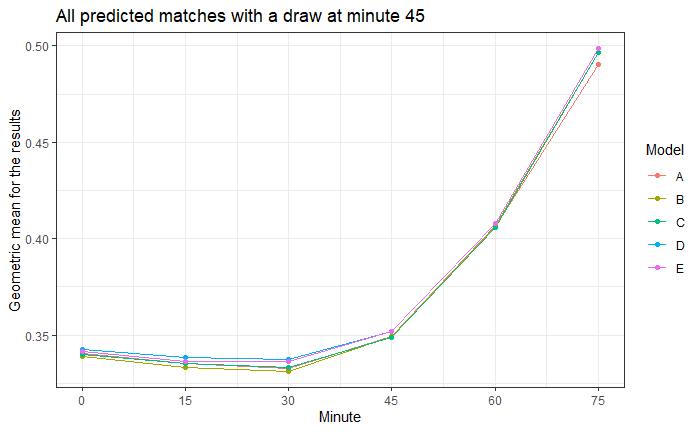 All predicted matches with a draw at minute 45
0.50
0.45
0.40
0.35
Geometric mean for the results
0
15
30
45
60
75
Minute
Model
A
B
C
D
E